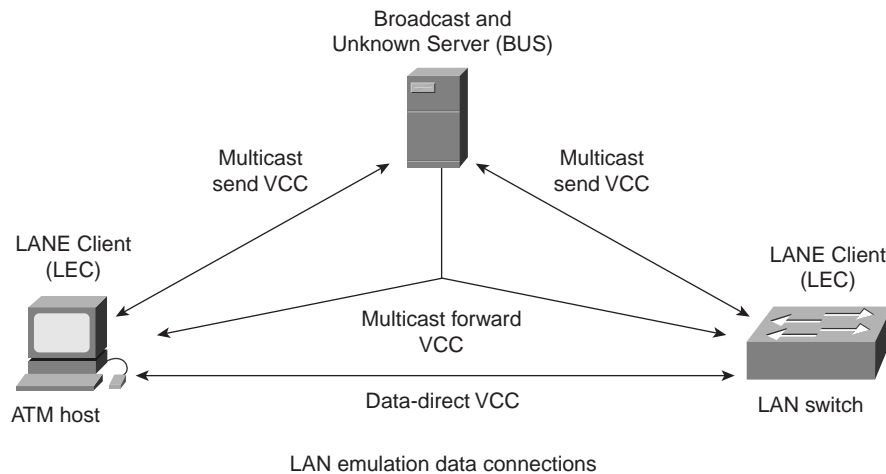 Broadcast and
Unknown Server (BUS)
Multicast
send VCC
Multicast
send VCC
LANE Client
(LEC)
LANE Client
(LEC)
Multicast forward
VCC
Data-direct VCC
ATM host
LAN switch
LAN emulation data connections